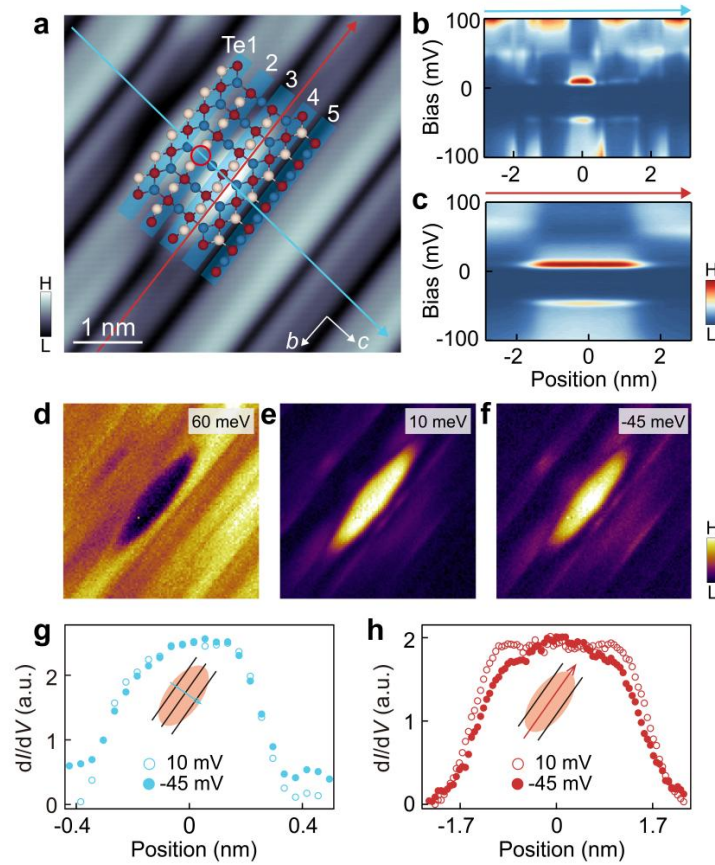 a
Te1
2
3
4
5
H
L
1 nm
b
c
b
100
0
-100
Bias (mV)
-2
0
2
c
100
0
-100
Bias (mV)
-2
0
2
Position (nm)
H
L
d
60 meV
e
10 meV
f
-45 meV
H
L
g
2
1
0
dI/dV (a.u.)
10 mV
-45 mV
-0.4
0
0.4
Position (nm)
h
2
1
0
dI/dV (a.u.)
10 mV
-45 mV
-1.7
0
1.7
Position (nm)